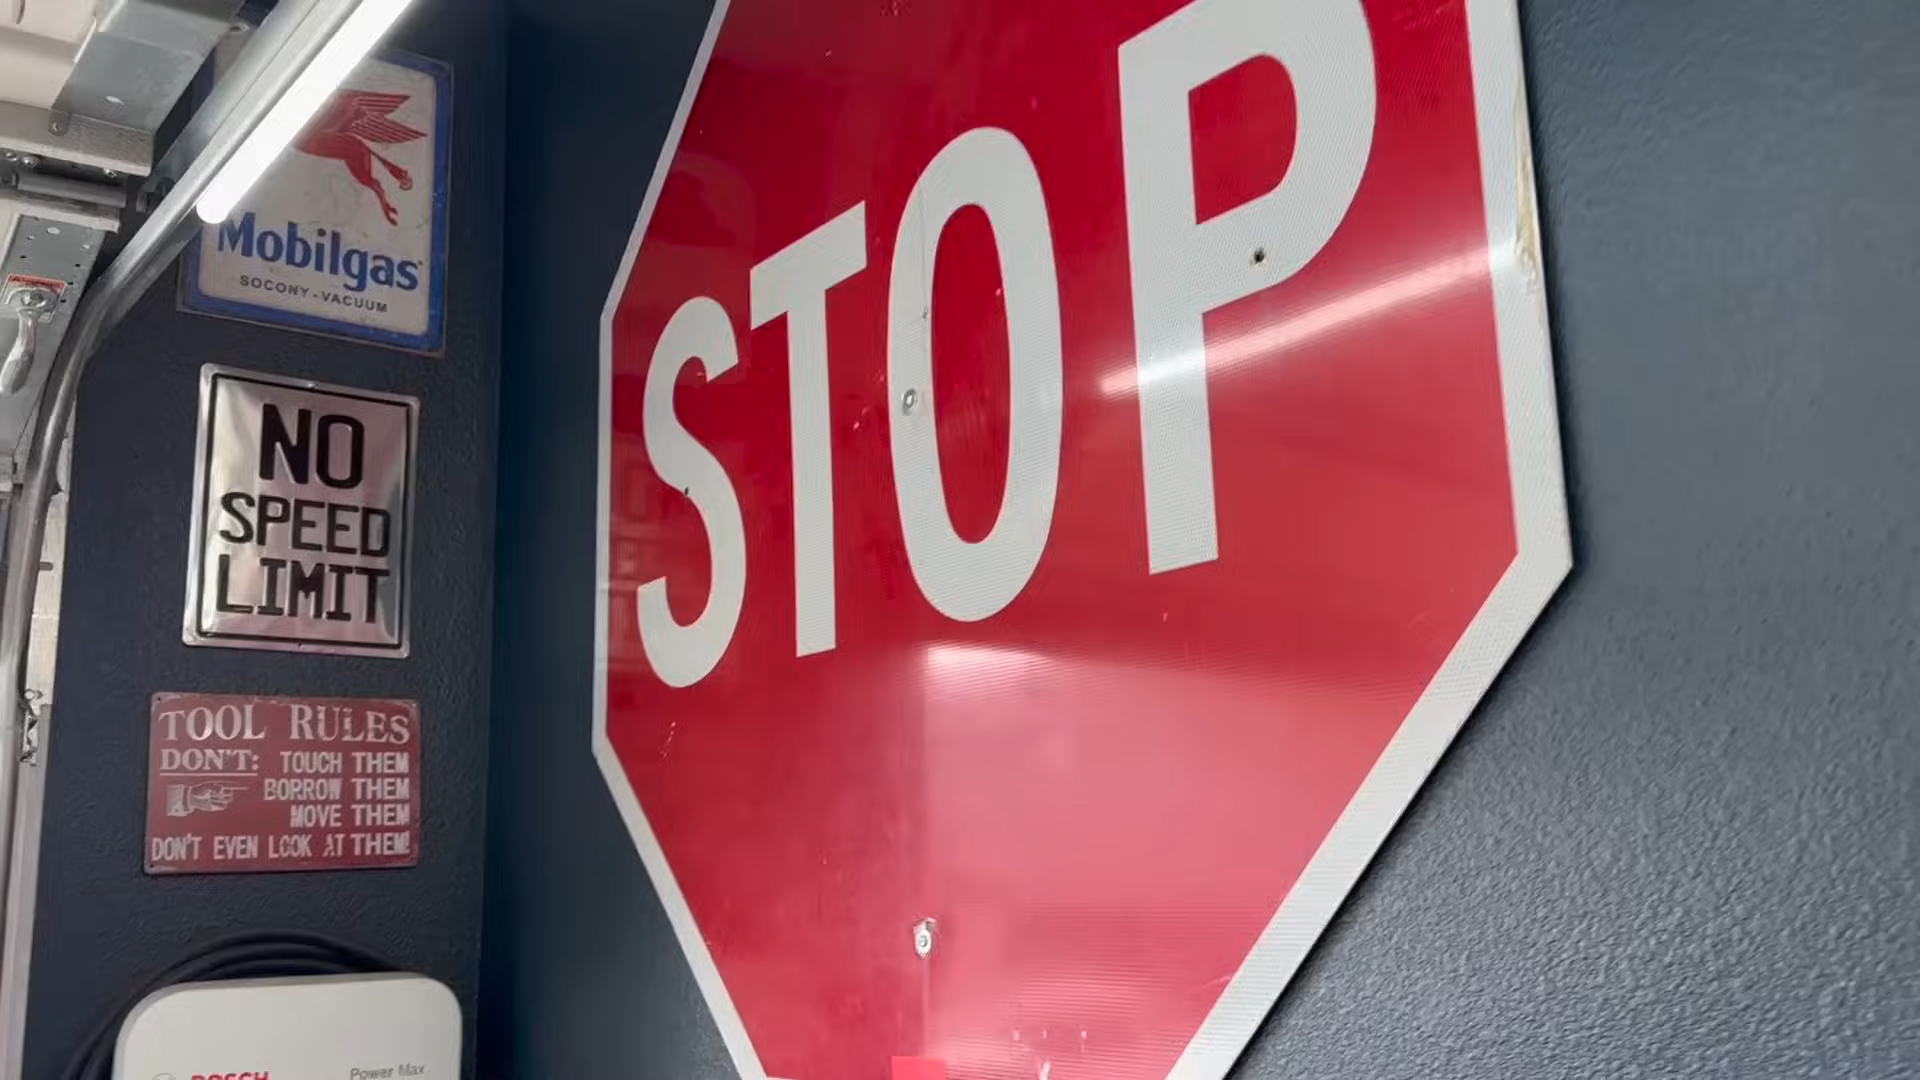 Mobilgas
SOCONY-VACUUM
NO
SPEED
LIMIT
TOOL RULES
DON'T: TOUCH THEM
BORROW THEM
MOVE THEM
DON'T EVEN LOOK AT THEM!
BOSCH
Power Max
STOP